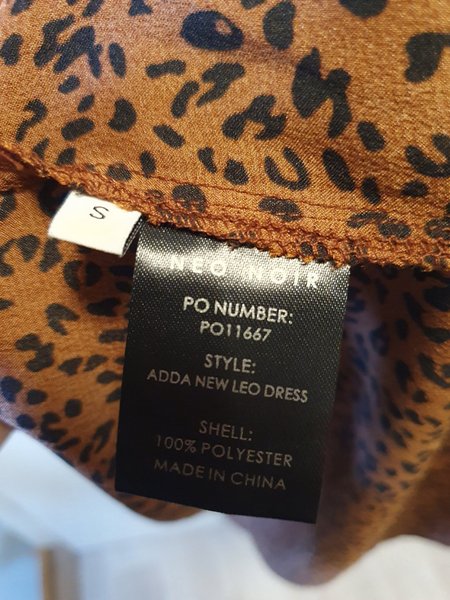 S
NEO NOIR
PO NUMBER:
PO11667
STYLE:
ADDA NEW LEO DRESS
SHELL:
100% POLYESTER
MADE IN CHINA